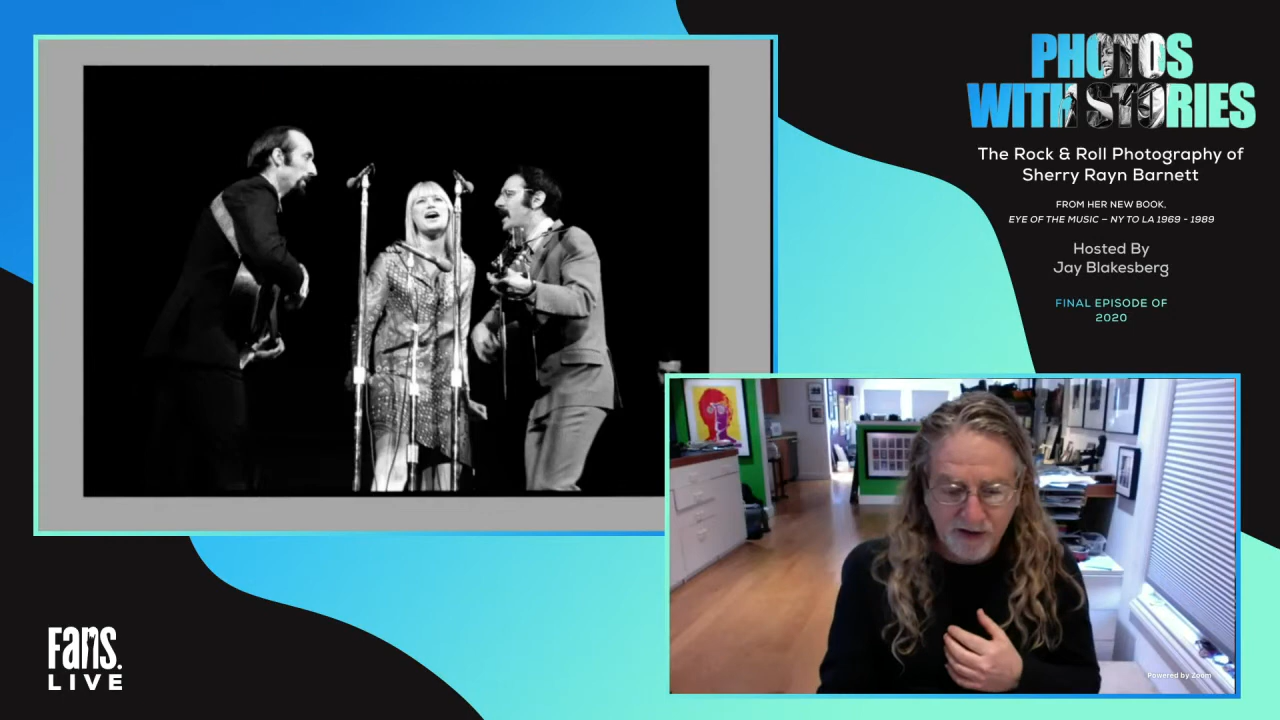 PHOTOS
WITH STORIES
The Rock & Roll Photography of
Sherry Rayn Barnett
FROM HER NEW BOOK,
EYE OF THE MUSIC – NY TO LA 1969 - 1989
Hosted By
Jay Blakesberg
FINAL EPISODE OF
2020
Fans.
LIVE
Powered by Zoom